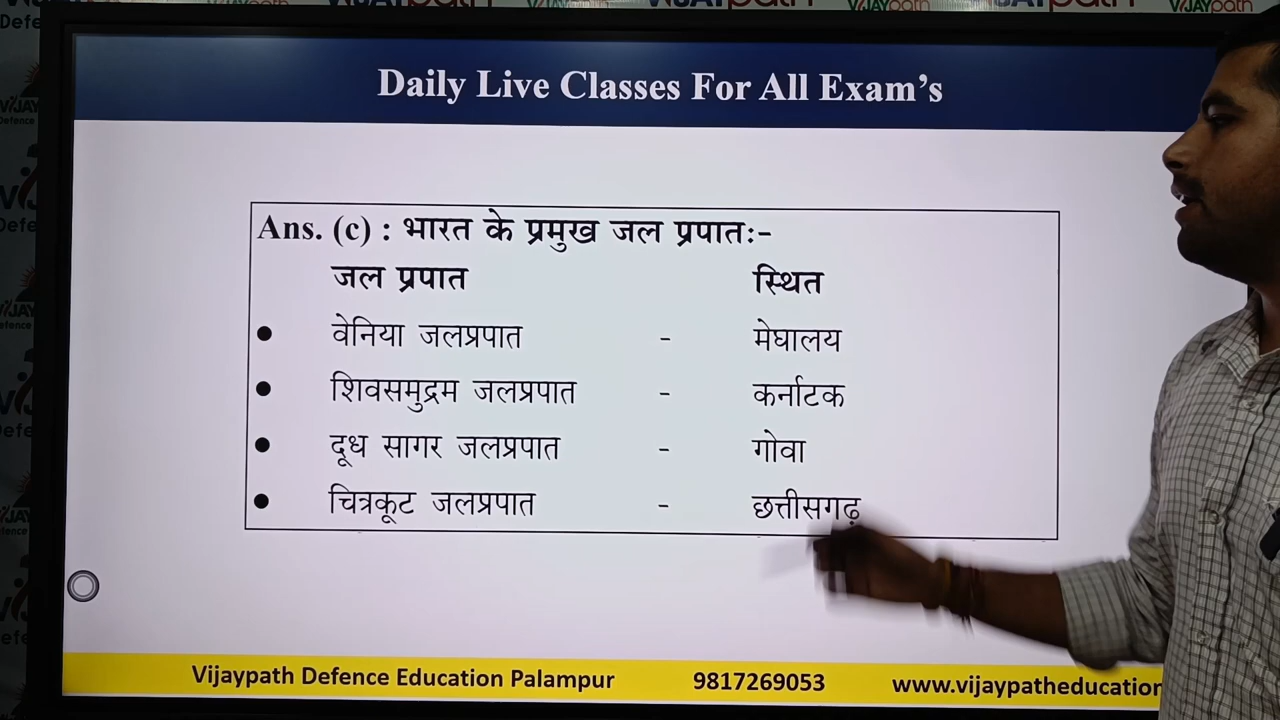 Daily Live Classes For All Exam's
Ans. (c) : भारत के प्रमुख जल प्रपातः-
जल प्रपात स्थित
● वेनिया जलप्रपात - मेघालय
● शिवसमुद्रम जलप्रपात - कर्नाटक
● दूध सागर जलप्रपात - गोवा
● चित्रकूट जलप्रपात - छत्तीसगढ़
Vijaypath Defence Education Palampur 9817269053 www.vijaypatheducation